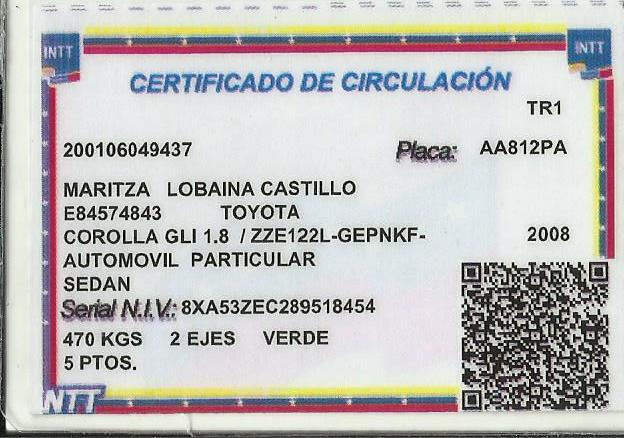 INTT
INTT
CERTIFICADO DE CIRCULACIÓN
TR1
200106049437 Placa: AA812PA
MARITZA LOBAINA CASTILLO
E84574843 TOYOTA
COROLLA GLI 1.8 / ZZE122L-GEPNKF- 2008
AUTOMOVIL PARTICULAR
SEDAN
Serial N.I.V.: 8XA53ZEC289518454
470 KGS 2 EJES VERDE
5 PTOS.
INTT